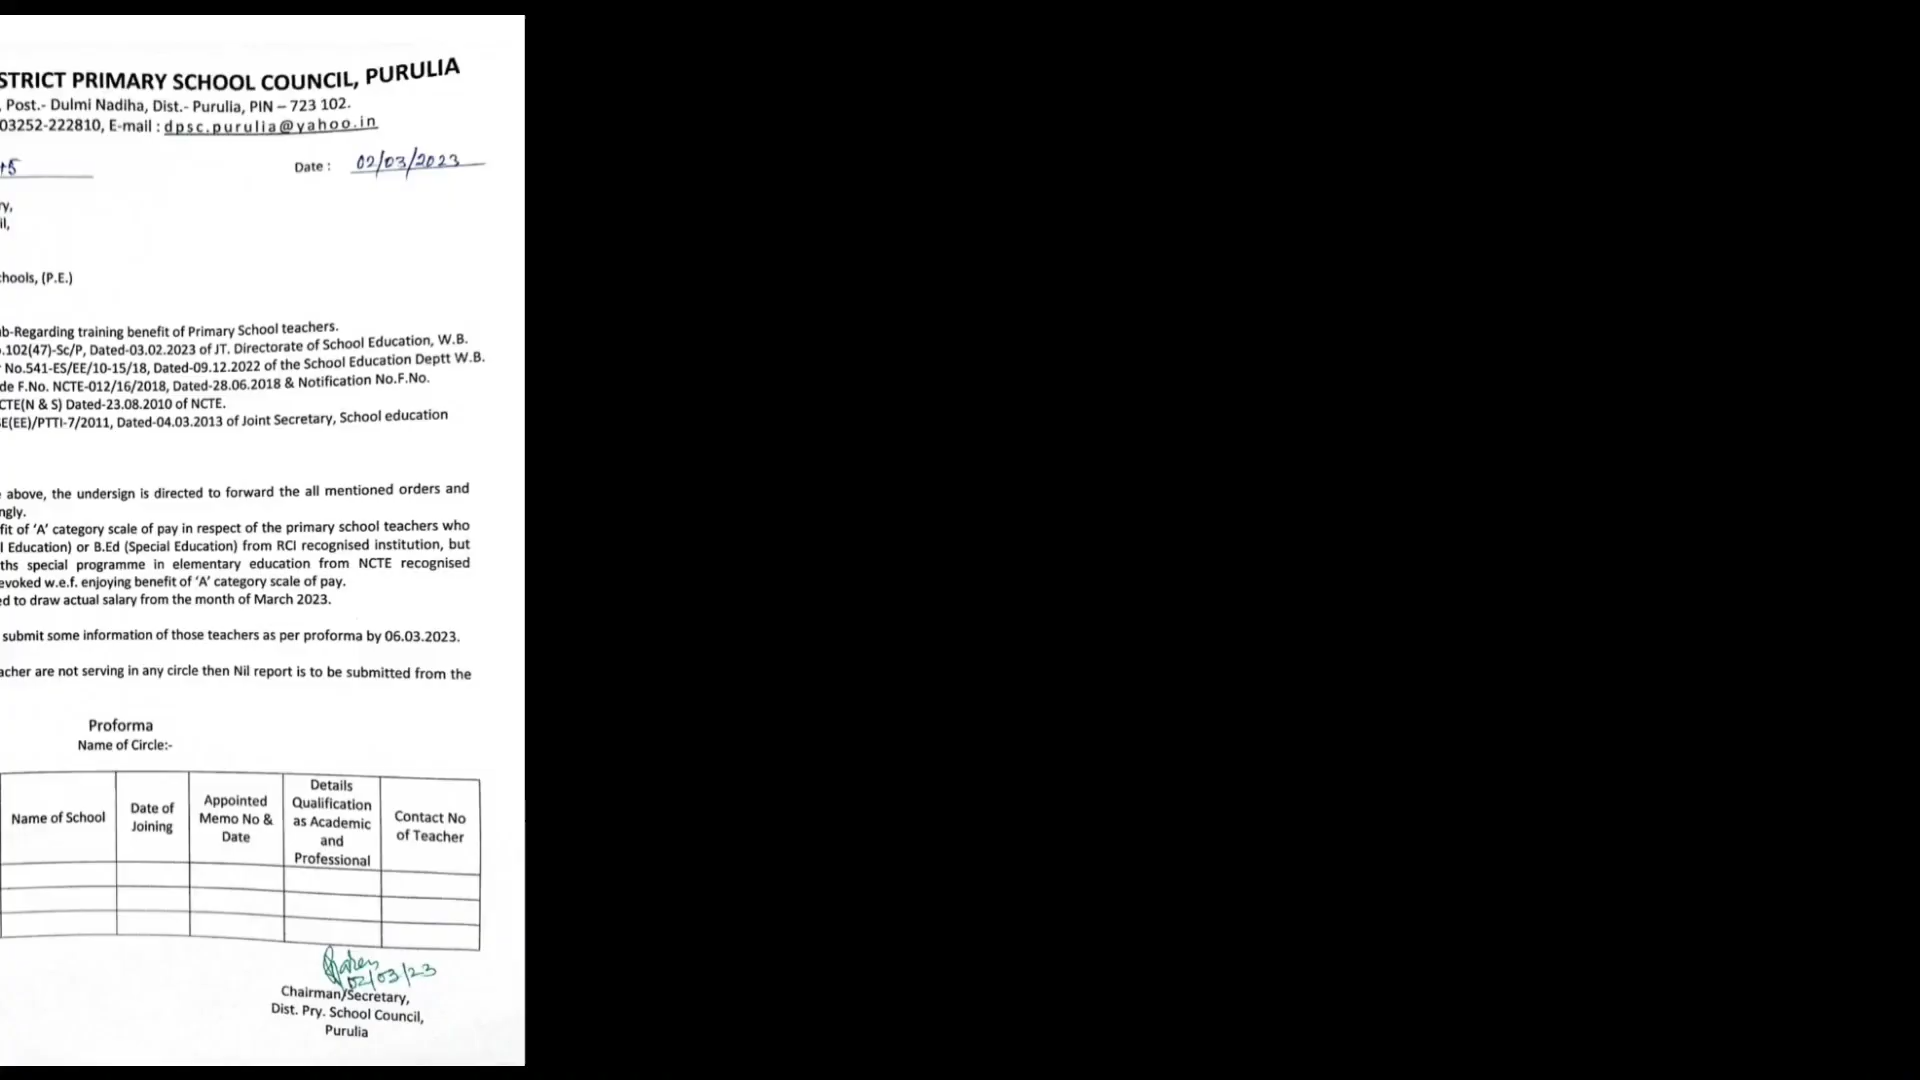 STRICT PRIMARY SCHOOL COUNCIL, PURULIA
, Post.- Dulmi Nadiha, Dist.- Purulia, PIN – 723 102.
03252-222810, E-mail : dpsc.purulia@yahoo.in
Date : 02/03/2023
ry,
il,
chools, (P.E.)
ub-Regarding training benefit of Primary School teachers.
o.102(47)-Sc/P, Dated-03.02.2023 of JT. Directorate of School Education, W.B.
r No.541-ES/EE/10-15/18, Dated-09.12.2022 of the School Education Deptt W.B.
de F.No. NCTE-012/16/2018, Dated-28.06.2018 & Notification No.F.No.
CTE(N & S) Dated-23.08.2010 of NCTE.
SE(EE)/PTTI-7/2011, Dated-04.03.2013 of Joint Secretary, School education
e above, the undersign is directed to forward the all mentioned orders and
ngly.
fit of ‘A’ category scale of pay in respect of the primary school teachers who
l Education) or B.Ed (Special Education) from RCI recognised institution, but
ths special programme in elementary education from NCTE recognised
evoked w.e.f. enjoying benefit of ‘A’ category scale of pay.
ed to draw actual salary from the month of March 2023.
submit some information of those teachers as per proforma by 06.03.2023.
acher are not serving in any circle then Nil report is to be submitted from the
Proforma
Name of Circle:-
Name of School
Date of
Joining
Appointed
Memo No &
Date
Details
Qualification
as Academic
and
Professional
Contact No
of Teacher
02/03/23
Chairman/Secretary,
Dist. Pry. School Council,
Purulia